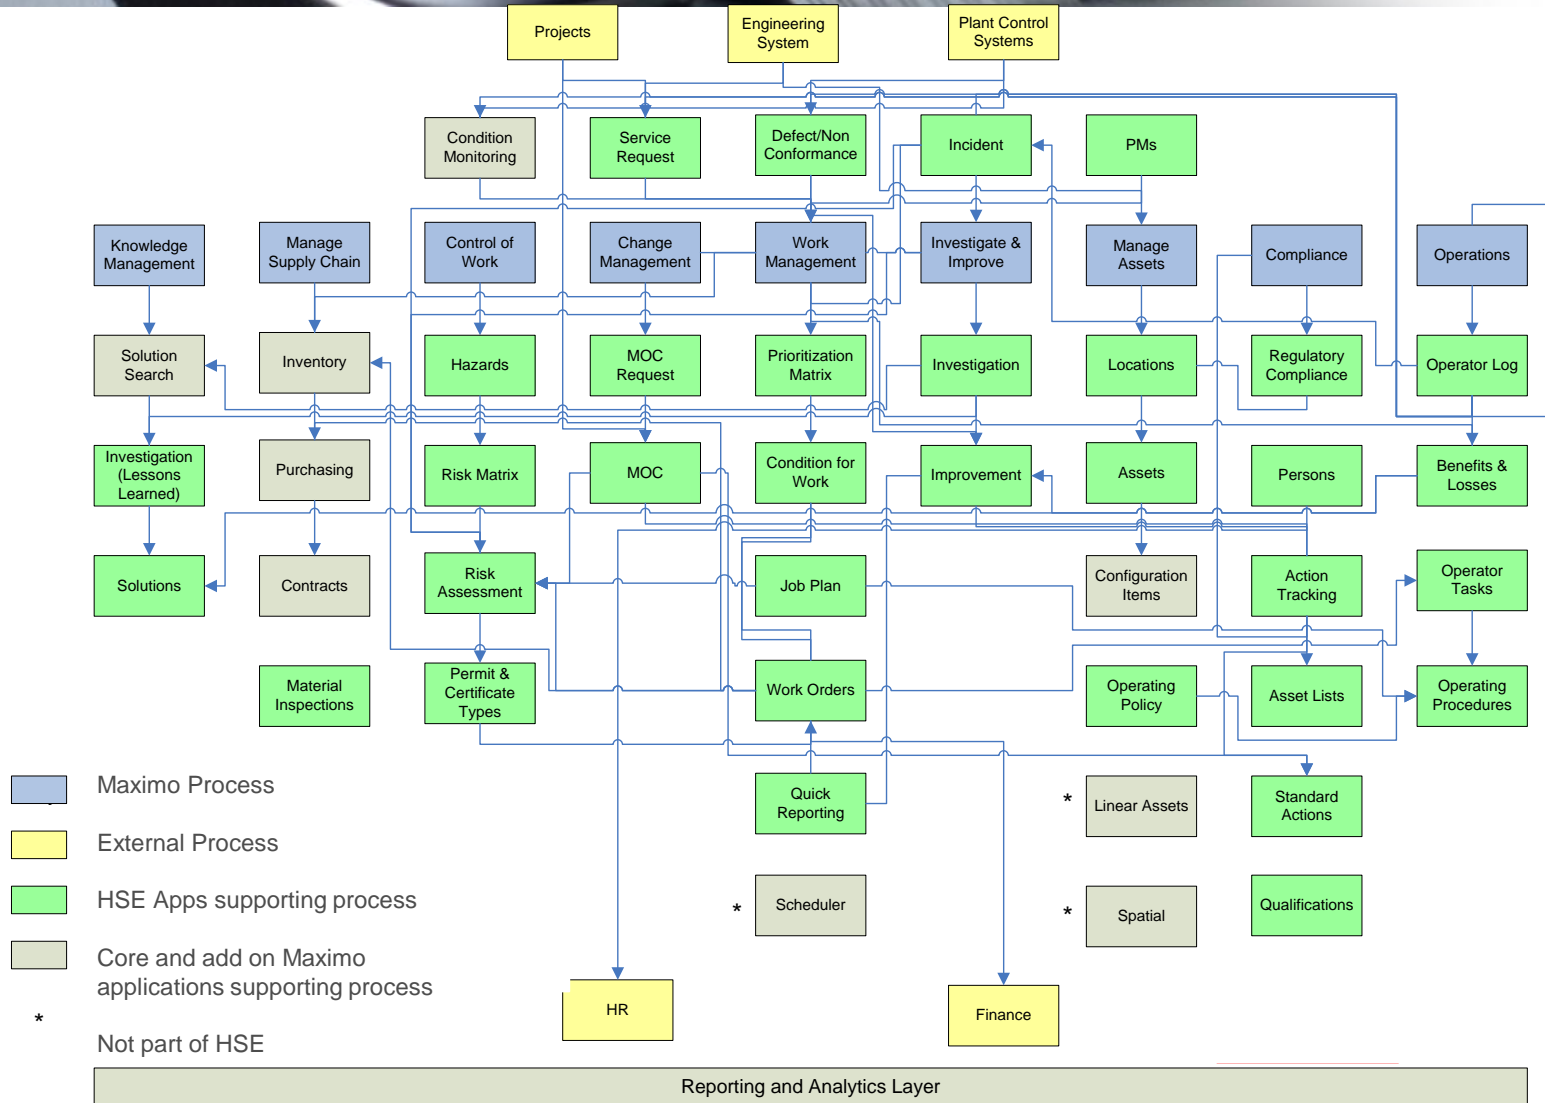 Projects
Engineering
System
Plant Control
Systems
Condition
Monitoring
Service
Request
Defect/Non
Conformance
Incident
PMs
Knowledge
Management
Manage
Supply Chain
Control of
Work
Change
Management
Work
Management
Investigate &
Improve
Manage
Assets
Compliance
Operations
Solution
Search
Inventory
Hazards
MOC
Request
Prioritization
Matrix
Investigation
Locations
Regulatory
Compliance
Operator Log
Investigation
(Lessons
Learned)
Purchasing
Risk Matrix
MOC
Condition for
Work
Improvement
Assets
Persons
Benefits &
Losses
Solutions
Contracts
Risk
Assessment
Job Plan
Configuration
Items
Action
Tracking
Operator
Tasks
Material
Inspections
Permit &
Certificate
Types
Work Orders
Operating
Policy
Asset Lists
Operating
Procedures
Maximo Process
External Process
HSE Apps supporting process
Core and add on Maximo
applications supporting process
*
Not part of HSE
Quick
Reporting
*
Linear Assets
Standard
Actions
*
Scheduler
*
Spatial
Qualifications
HR
Finance
Reporting and Analytics Layer